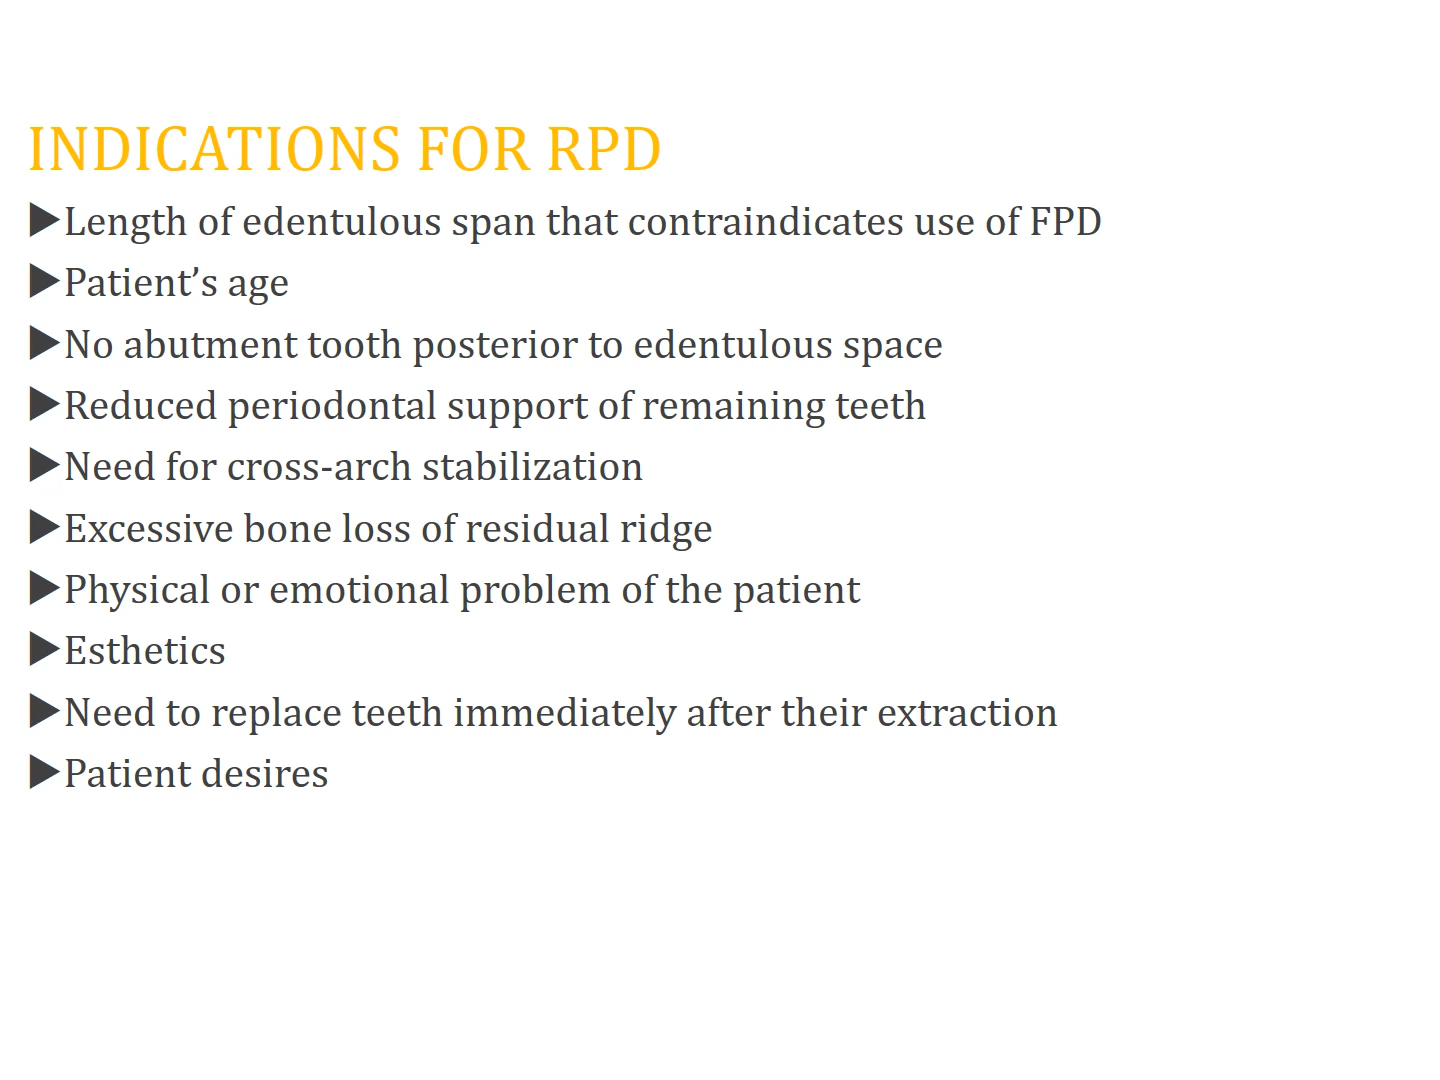 INDICATIONS FOR RPD
▶Length of edentulous span that contraindicates use of FPD
▶Patient’s age
▶No abutment tooth posterior to edentulous space
▶Reduced periodontal support of remaining teeth
▶Need for cross-arch stabilization
▶Excessive bone loss of residual ridge
▶Physical or emotional problem of the patient
▶Esthetics
▶Need to replace teeth immediately after their extraction
▶Patient desires